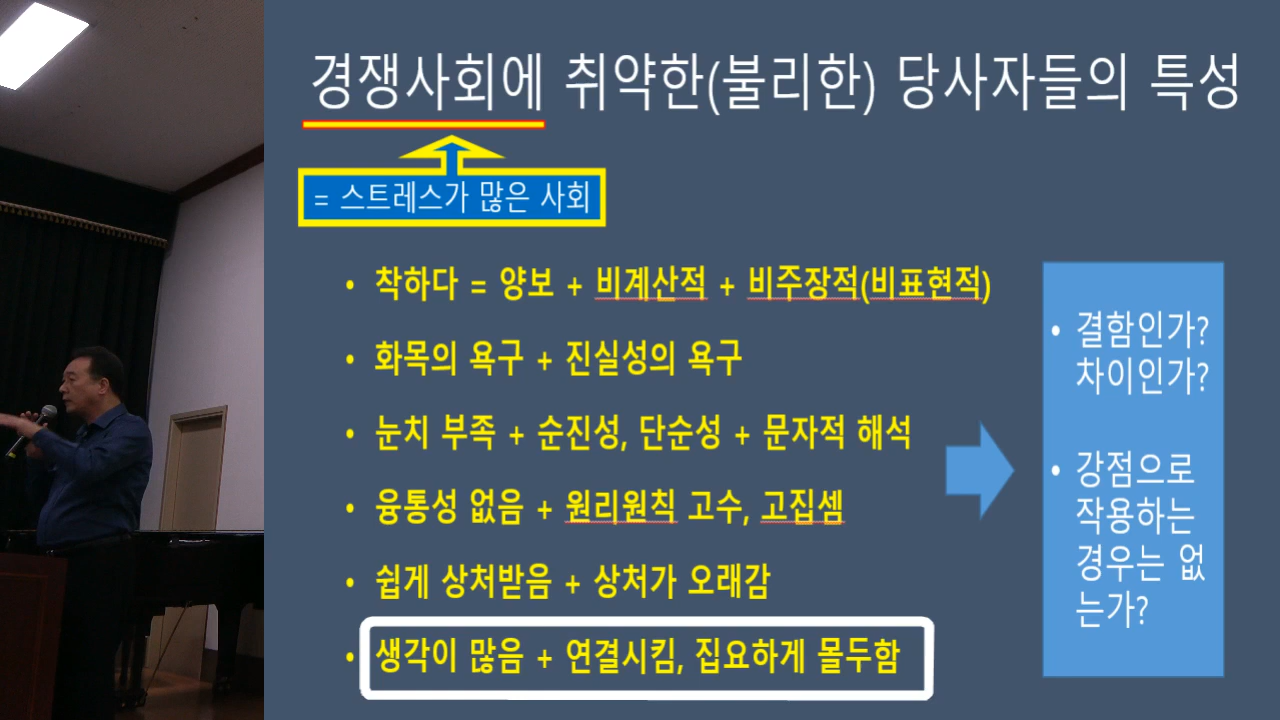 경쟁사회에 취약한(불리한) 당사자들의 특성
= 스트레스가 많은 사회
• 착하다 = 양보 + 비계산적 + 비주장적(비표현적)
• 화목의 욕구 + 진실성의 욕구
• 눈치 부족 + 순진성, 단순성 + 문자적 해석
• 융통성 없음 + 원리원칙 고수, 고집셈
• 쉽게 상처받음 + 상처가 오래감
• 생각이 많음 + 연결시킴, 집요하게 몰두함
• 결함인가?
차이인가?
• 강점으로
작용하는
경우는 없
는가?